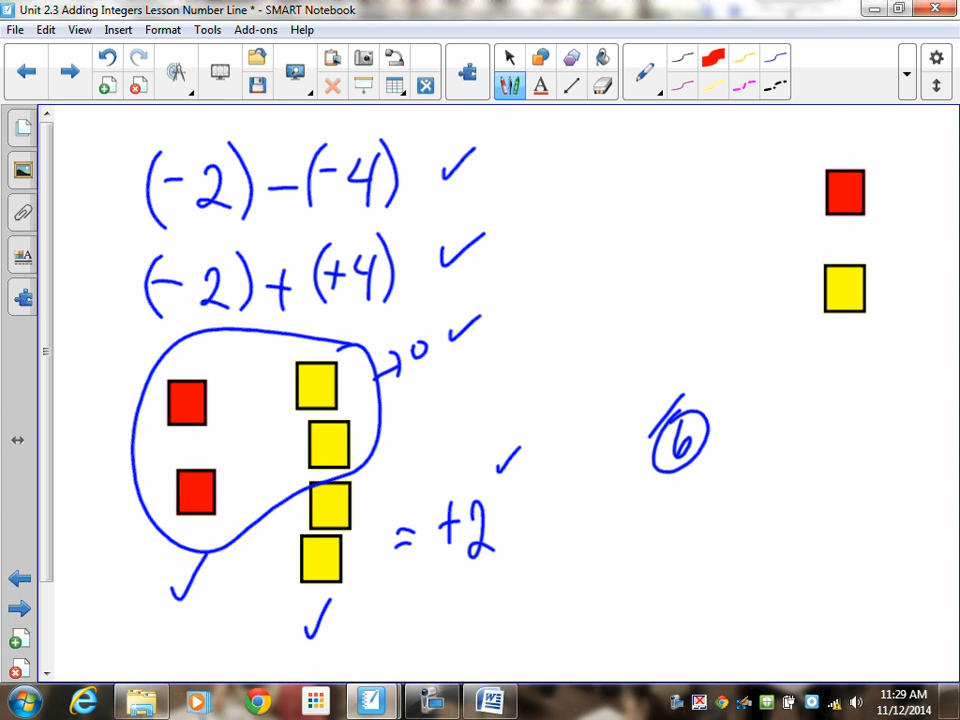 Unit 2.3 Adding Integers Lesson Number Line * - SMART Notebook
File Edit View Insert Format Tools Add-ons Help
(-2) - (-4) ✓
(-2) + (+4) ✓
→ 0 ✓
6
= +2 ✓
✓
✓
11:29 AM
11/12/2014